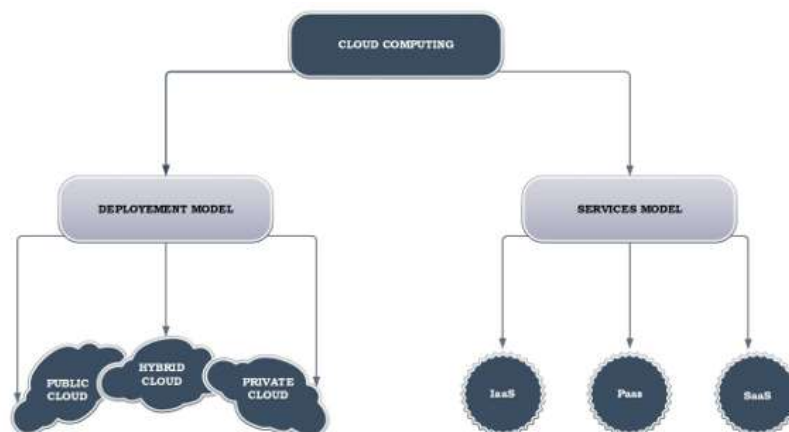 CLOUD COMPUTING
DEPLOYEMENT MODEL
SERVICES MODEL
PUBLIC
CLOUD
HYBRID
CLOUD
PRIVATE
CLOUD
IaaS
Paas
SaaS